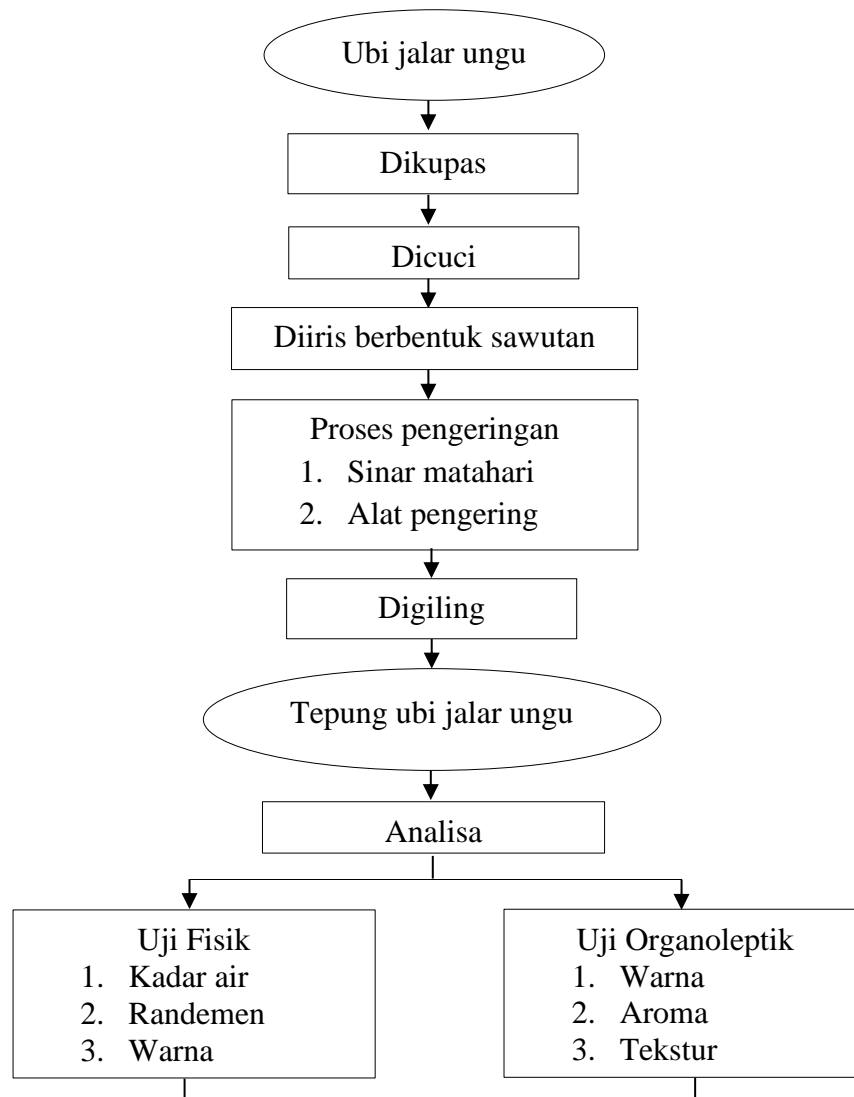 Ubi jalar ungu
Dikupas
Dicuci
Diiris berbentuk sawutan
Proses pengeringan
1. Sinar matahari
2. Alat pengering
Digiling
Tepung ubi jalar ungu
Analisa
Uji Fisik
1. Kadar air
2. Randemen
3. Warna
Uji Organoleptik
1. Warna
2. Aroma
3. Tekstur